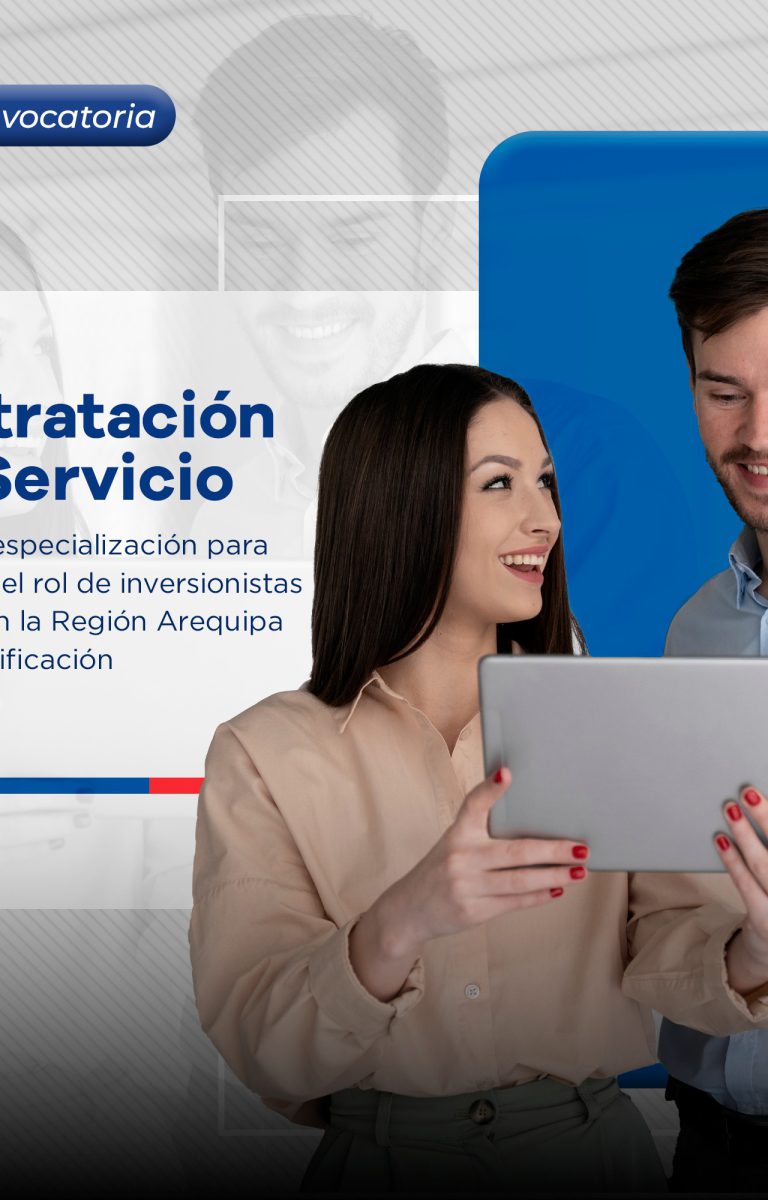 vocatoria
tratación
Servicio
especialización para
el rol de inversionistas
n la Región Arequipa
ificación